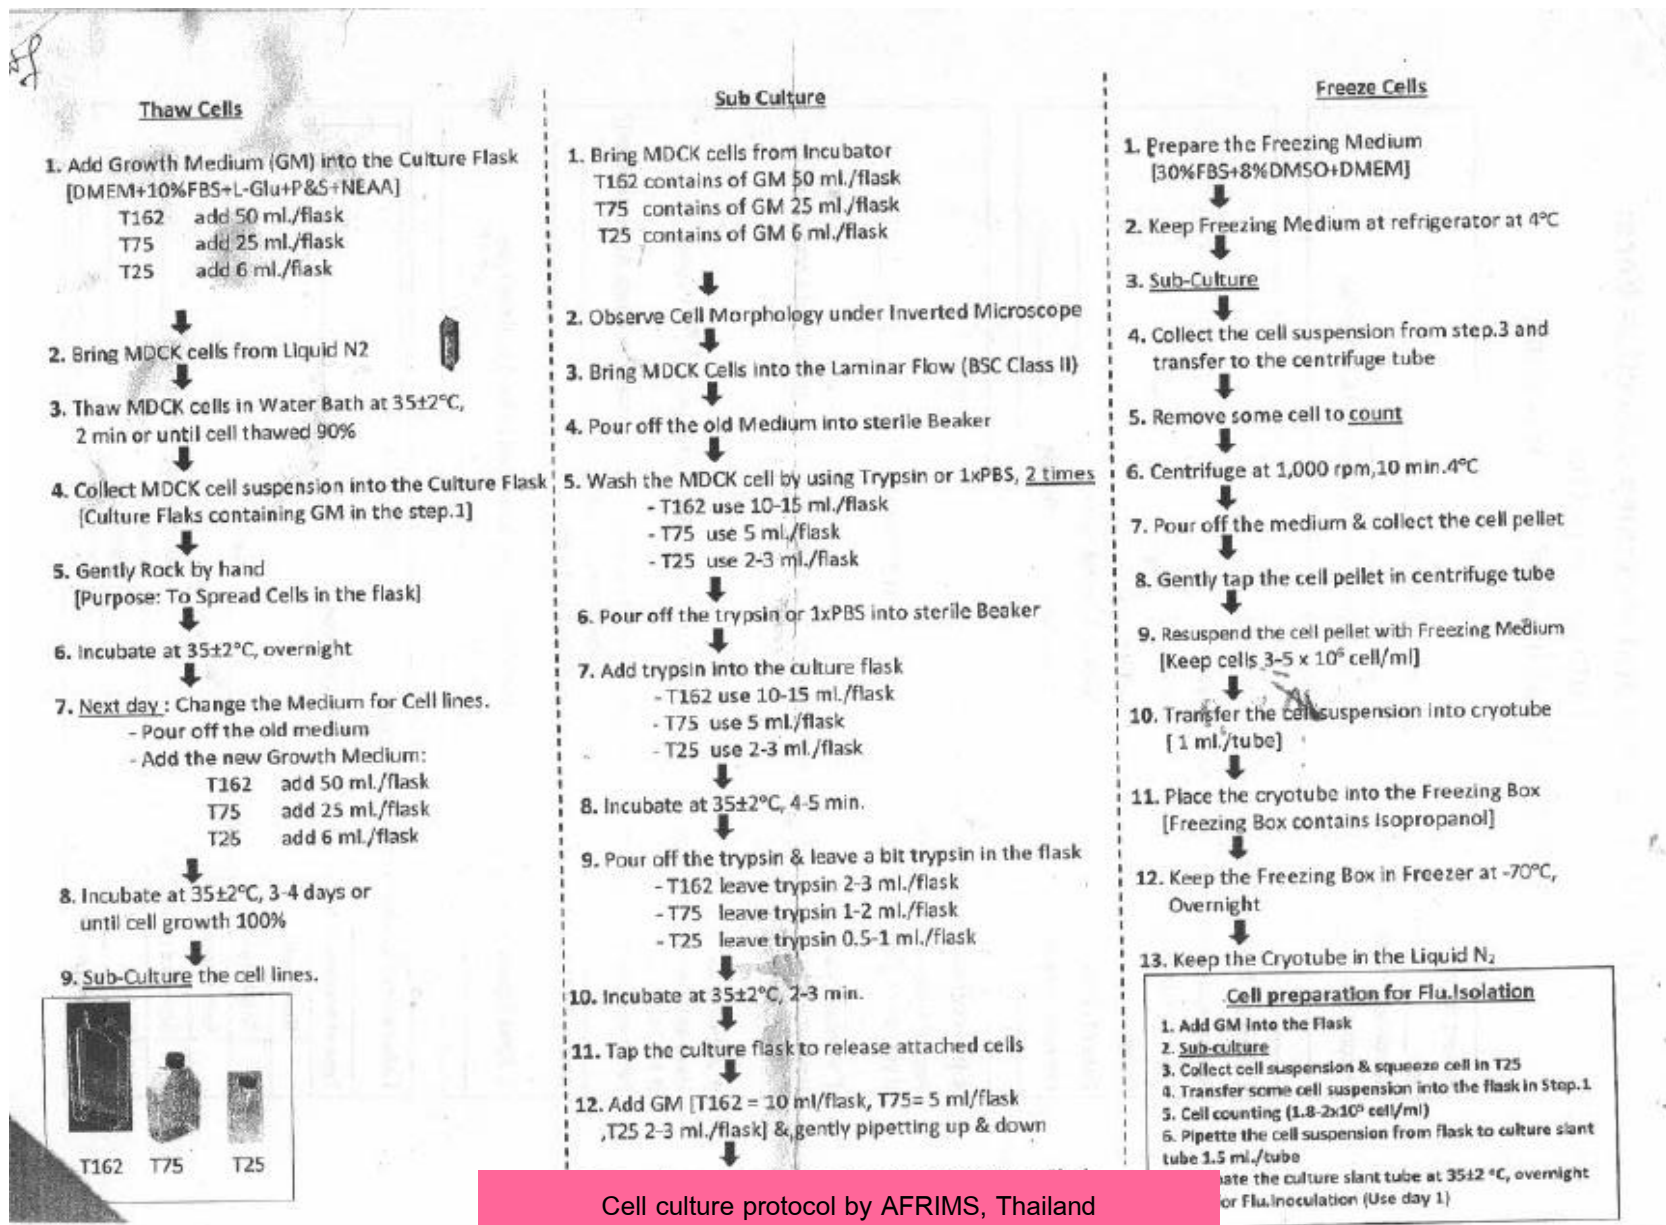 Thaw Cells
1. Add Growth Medium (GM) into the Culture Flask
[DMEM+10%FBS+L-Glu+P&S+NEAA]
T162 add 50 ml./flask
T75 add 25 ml./flask
T25 add 6 ml./flask
2. Bring MDCK cells from Liquid N2
3. Thaw MDCK cells in Water Bath at 35±2°C,
2 min or until cell thawed 90%
4. Collect MDCK cell suspension into the Culture Flask
[Culture Flaks containing GM in the step.1]
5. Gently Rock by hand
[Purpose: To Spread Cells in the flask]
6. Incubate at 35±2°C, overnight
7. Next day : Change the Medium for Cell lines.
- Pour off the old medium
- Add the new Growth Medium:
T162 add 50 ml./flask
T75 add 25 ml./flask
T25 add 6 ml./flask
8. Incubate at 35±2°C, 3-4 days or
until cell growth 100%
9. Sub-Culture the cell lines.
T162 T75 T25
Sub Culture
1. Bring MDCK cells from Incubator
T162 contains of GM 50 ml./flask
T75 contains of GM 25 ml./flask
T25 contains of GM 6 ml./flask
2. Observe Cell Morphology under Inverted Microscope
3. Bring MDCK Cells into the Laminar Flow (BSC Class II)
4. Pour off the old Medium into sterile Beaker
5. Wash the MDCK cell by using Trypsin or 1xPBS, 2 times
- T162 use 10-15 ml./flask
- T75 use 5 ml./flask
- T25 use 2-3 ml./flask
6. Pour off the trypsin or 1xPBS into sterile Beaker
7. Add trypsin into the culture flask
- T162 use 10-15 ml./flask
- T75 use 5 ml./flask
- T25 use 2-3 ml./flask
8. Incubate at 35±2°C, 4-5 min.
9. Pour off the trypsin & leave a bit trypsin in the flask
- T162 leave trypsin 2-3 ml./flask
- T75 leave trypsin 1-2 ml./flask
- T25 leave trypsin 0.5-1 ml./flask
10. Incubate at 35±2°C, 2-3 min.
11. Tap the culture flask to release attached cells
12. Add GM [T162 = 10 ml/flask, T75= 5 ml/flask
,T25 2-3 ml./flask] & gently pipetting up & down
Freeze Cells
1. Prepare the Freezing Medium
[30%FBS+8%DMSO+DMEM]
2. Keep Freezing Medium at refrigerator at 4°C
3. Sub-Culture
4. Collect the cell suspension from step.3 and
transfer to the centrifuge tube
5. Remove some cell to count
6. Centrifuge at 1,000 rpm,10 min.4°C
7. Pour off the medium & collect the cell pellet
8. Gently tap the cell pellet in centrifuge tube
9. Resuspend the cell pellet with Freezing Medium
[Keep cells 3-5 x 10⁶ cell/ml]
10. Transfer the cell suspension into cryotube
[ 1 ml./tube]
11. Place the cryotube into the Freezing Box
[Freezing Box contains Isopropanol]
12. Keep the Freezing Box in Freezer at -70°C,
Overnight
13. Keep the Cryotube in the Liquid N₂
Cell preparation for Flu.Isolation
1. Add GM into the Flask
2. Sub-culture
3. Collect cell suspension & squeeze cell in T25
4. Transfer some cell suspension into the flask in Step.1
5. Cell counting (1.8-2x10⁵ cell/ml)
6. Pipette the cell suspension from flask to culture slant
tube 1.5 ml./tube
the culture slant tube at 35±2 °C, overnight
Flu.Inoculation (Use day 1)
Cell culture protocol by AFRIMS, Thailand